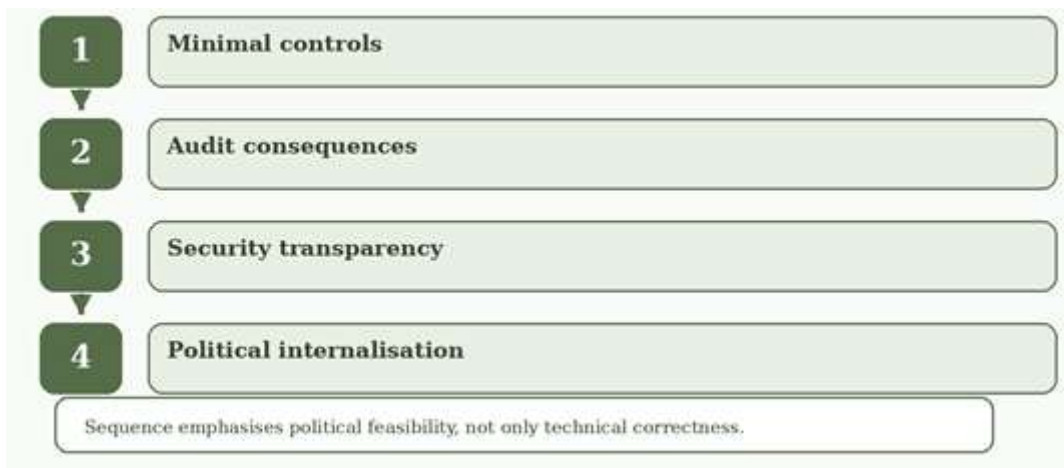 1
Minimal controls
2
Audit consequences
3
Security transparency
4
Political internalisation
Sequence emphasises political feasibility, not only technical correctness.